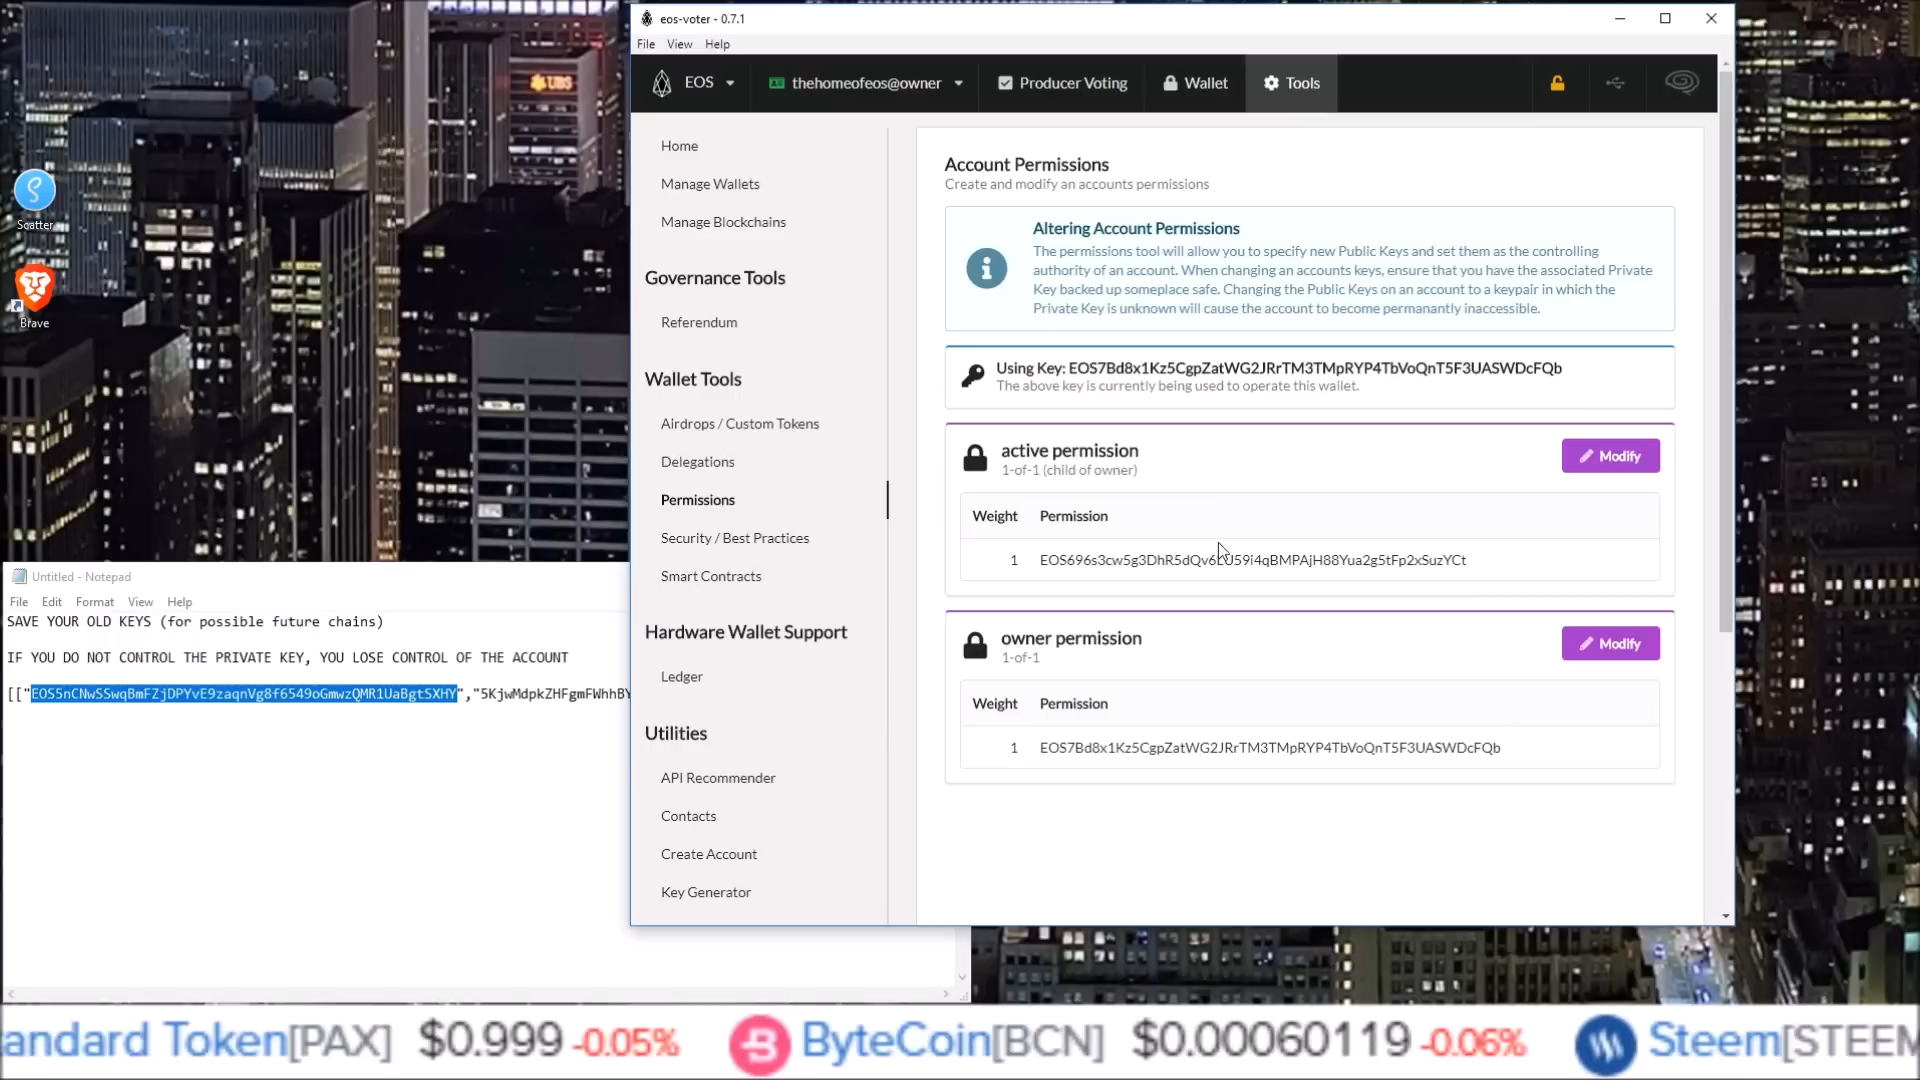 eos-voter - 0.7.1
File View Help
EOS
thehomeofeos@owner
Producer Voting
Wallet
Tools
Home
Manage Wallets
Manage Blockchains
Governance Tools
Referendum
Wallet Tools
Airdrops / Custom Tokens
Delegations
Permissions
Security / Best Practices
Smart Contracts
Hardware Wallet Support
Ledger
Utilities
API Recommender
Contacts
Create Account
Key Generator
Account Permissions
Create and modify an accounts permissions
Altering Account Permissions
The permissions tool will allow you to specify new Public Keys and set them as the controlling
authority of an account. When changing an accounts keys, ensure that you have the associated Private
Key backed up someplace safe. Changing the Public Keys on an account to a keypair in which the
Private Key is unknown will cause the account to become permanantly inaccessible.
Using Key: EOS7Bd8x1Kz5CgpZatWG2JRrTM3TMpRYP4TbVoQnT5F3UASWDcFQb
The above key is currently being used to operate this wallet.
active permission
1-of-1 (child of owner)
Modify
Weight Permission
1 EOS696s3cw5g3DhR5dQv6LU59i4qBMPAjH88Yua2g5tFp2xSuzYCt
owner permission
1-of-1
Modify
Weight Permission
1 EOS7Bd8x1Kz5CgpZatWG2JRrTM3TMpRYP4TbVoQnT5F3UASWDcFQb
UBS
Scatter
Brave
Untitled - Notepad
File Edit Format View Help
SAVE YOUR OLD KEYS (for possible future chains)
IF YOU DO NOT CONTROL THE PRIVATE KEY, YOU LOSE CONTROL OF THE ACCOUNT
[["EOS5nCNwSSwqBmFZjDPYvE9zaqnVg8f6549oGmwzQMR1UaBgtSXHY","5KjwMdpkZHFgmFWhhBY
andard Token[PAX] $0.999 -0.05% ByteCoin[BCN] $0.00060119 -0.06% Steem[STEEM